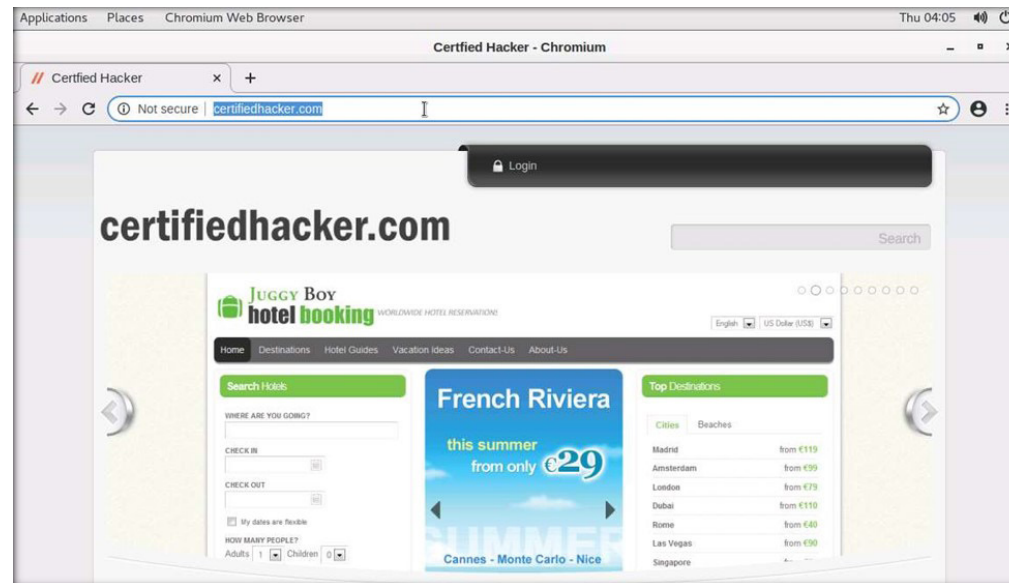 Applications Places Chromium Web Browser Thu 04:05
Certfied Hacker - Chromium
Certfied Hacker
Not secure | certifiedhacker.com
Login
certifiedhacker.com
Search
JUGGY BOY
hotel booking WORLDWIDE HOTEL RESERVATIONS
English US Dollar (US$)
Home Destinations Hotel Guides Vacation Ideas Contact-Us About-Us
Search Hotels
WHERE ARE YOU GOING?
CHECK IN
CHECK OUT
My dates are flexible
HOW MANY PEOPLE?
Adults 1 Children 0
French Riviera
this summer
from only €29
SUMMER
Cannes - Monte Carlo - Nice
Top Destinations
Cities Beaches
Madrid from €119
Amsterdam from €99
London from €79
Dubai from €110
Rome from €40
Las Vegas from €90
Singapore